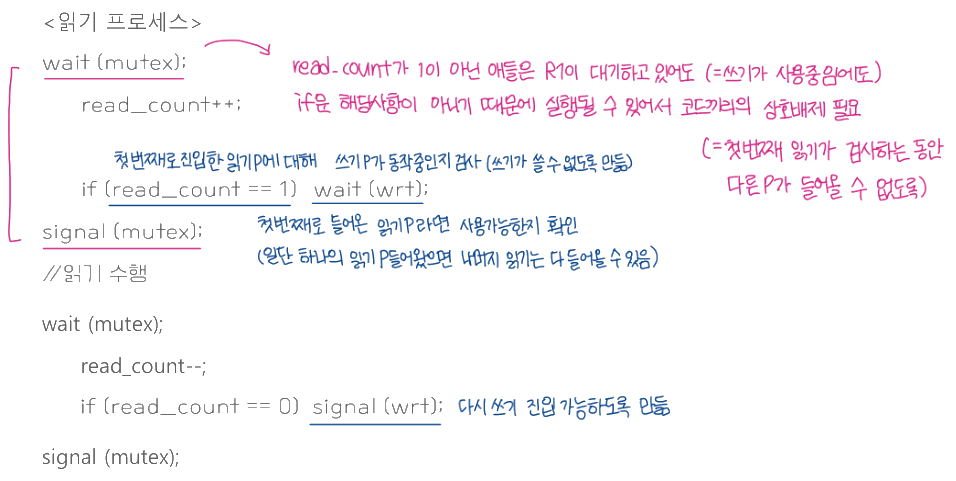 <읽기 프로세스>
wait (mutex);
read_count가 1이 아닌 애들은 R1이 대기하고 있어도 (=쓰기가 사용중임에도)
read_count++;
if문 해당사항이 아니기 때문에 실행될 수 있어서 코드끼리의 상호배제 필요
(=첫번째 읽기가 검사하는 동안
다른P가 들어올 수 없도록)
첫번째로 진입한 읽기P에 대해 쓰기P가 동작중인지 검사 (쓰기가 쓸 수 없도록 만듦)
if (read_count == 1) wait (wrt);
첫번째로 들어온 읽기P라면 사용가능한지 확인
signal (mutex);
(일단 하나의 읽기 P들어왔으면 나머지 읽기는 다 들어올 수 있음)
//읽기 수행
wait (mutex);
read_count--;
if (read_count == 0) signal (wrt); 다시 쓰기 진입 가능하도록 만듦
signal (mutex);